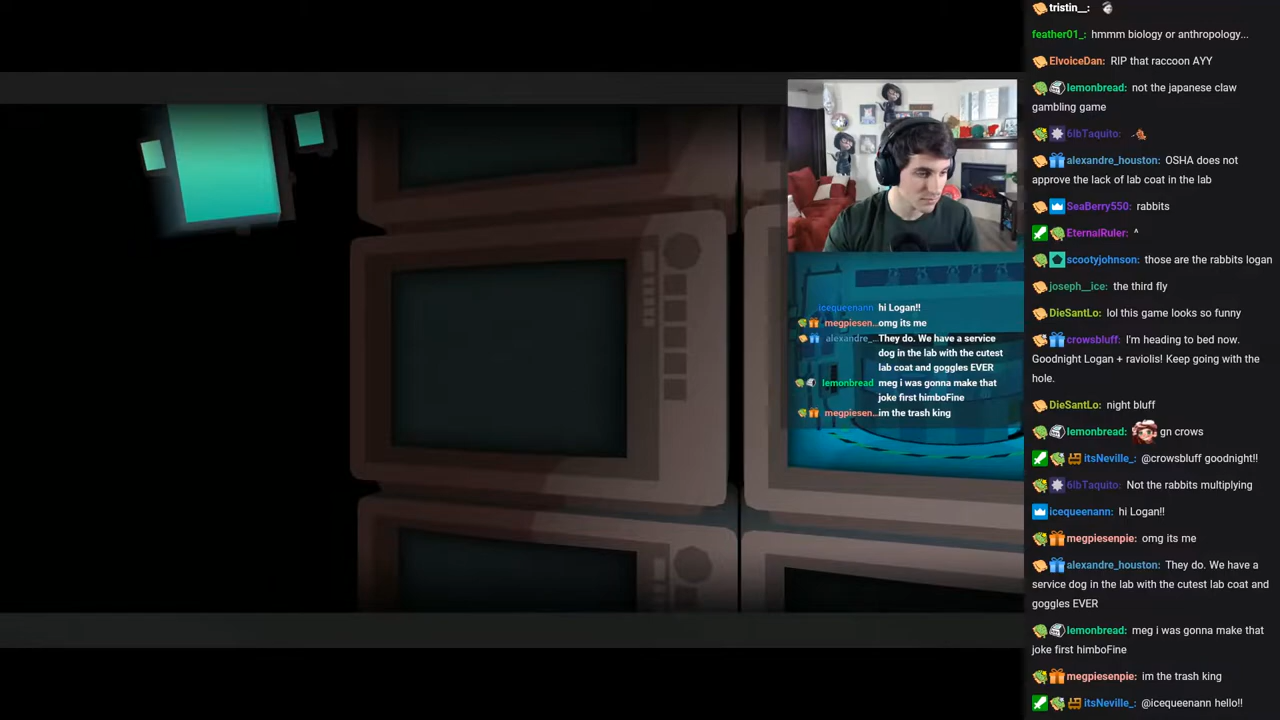 icequeenann hi Logan!!
megpiesen...omg its me
alexandre_...They do. We have a service
dog in the lab with the cutest
lab coat and goggles EVER
lemonbread meg i was gonna make that
joke first himboFine
megpiesen...im the trash king
tristin__:
feather01_: hmmm biology or anthropology...
ElvoiceDan: RIP that raccoon AYY
lemonbread: not the japanese claw
gambling game
6lbTaquito:
alexandre_houston: OSHA does not
approve the lack of lab coat in the lab
SeaBerry550: rabbits
EternalRuler: ^
scootyjohnson: those are the rabbits logan
joseph__ice: the third fly
DieSantLo: lol this game looks so funny
crowsbluff: I'm heading to bed now.
Goodnight Logan + raviolis! Keep going with the
hole.
DieSantLo: night bluff
lemonbread: gn crows
itsNeville_: @crowsbluff goodnight!!
6lbTaquito: Not the rabbits multiplying
icequeenann: hi Logan!!
megpiesenpie: omg its me
alexandre_houston: They do. We have a
service dog in the lab with the cutest lab coat and
goggles EVER
lemonbread: meg i was gonna make that
joke first himboFine
megpiesenpie: im the trash king
itsNeville_: @icequeenann hello!!